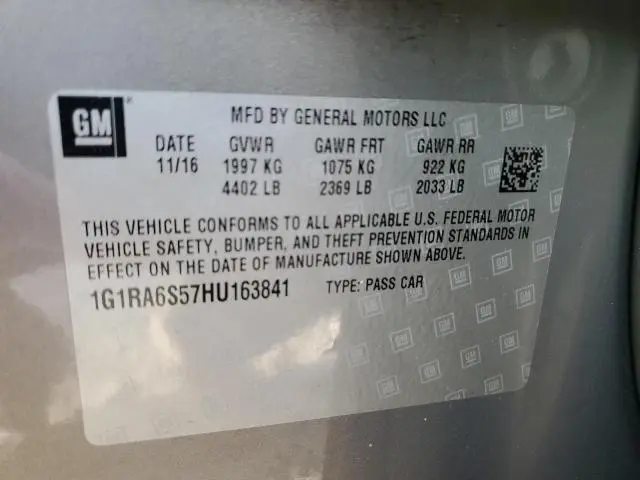 GM
MFD BY GENERAL MOTORS LLC
DATE GVWR GAWR FRT GAWR RR
11/16 1997 KG 1075 KG 922 KG
4402 LB 2369 LB 2033 LB
THIS VEHICLE CONFORMS TO ALL APPLICABLE U.S. FEDERAL MOTOR
VEHICLE SAFETY, BUMPER, AND THEFT PREVENTION STANDARDS IN
EFFECT ON THE DATE OF MANUFACTURE SHOWN ABOVE.
1G1RA6S57HU163841 TYPE: PASS CAR